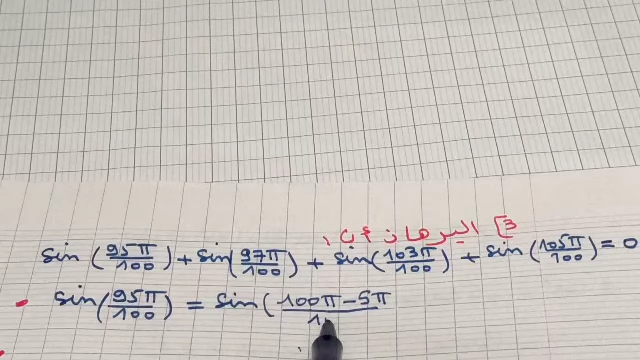 3] البرهان أن:
sin (95π/100) + sin(97π/100) + sin(103π/100) + sin(105π/100) = 0
• sin(95π/100) = sin(100π-5π/1